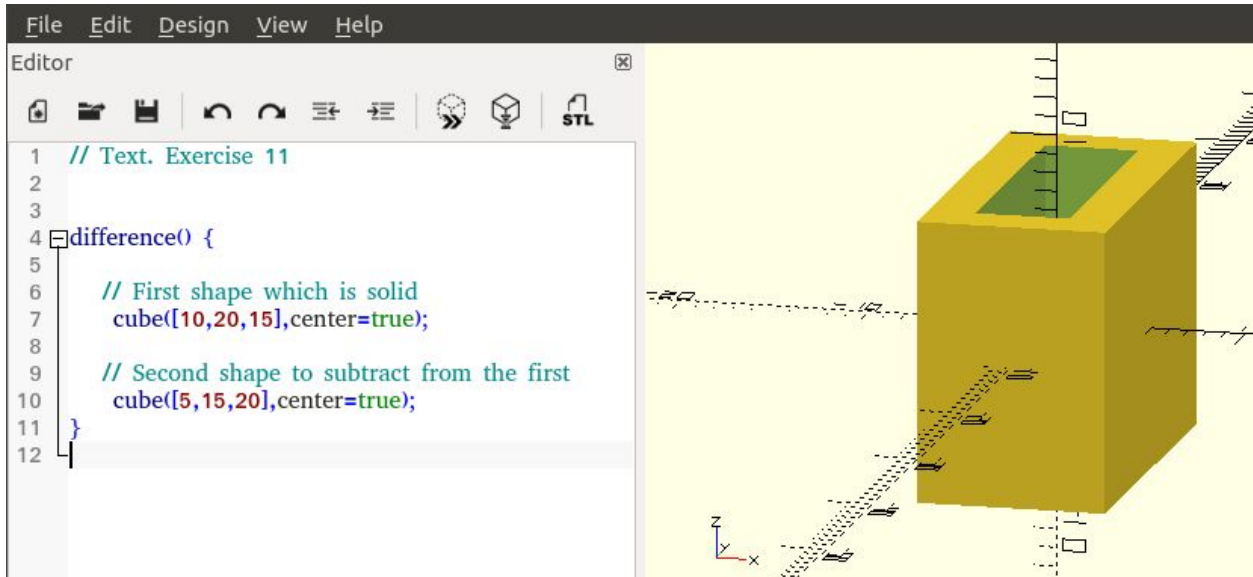 File Edit Design View Help
Editor
STL
1 // Text. Exercise 11
2
3
4 difference() {
5
6 // First shape which is solid
7 cube([10,20,15],center=true);
8
9 // Second shape to subtract from the first
10 cube([5,15,20],center=true);
11 }
12
Z
Y
X